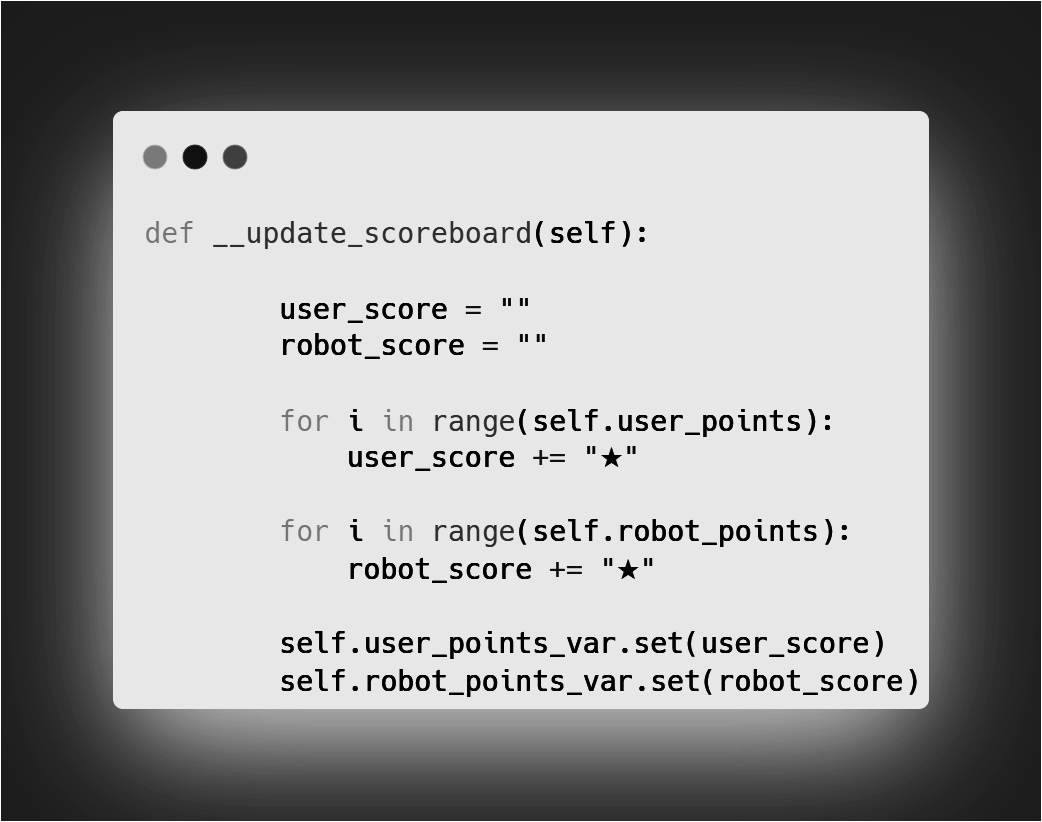 def __update_scoreboard(self):
        user_score = ""
        robot_score = ""
        for i in range(self.user_points):
            user_score += "★"
        for i in range(self.robot_points):
            robot_score += "★"
        self.user_points_var.set(user_score)
        self.robot_points_var.set(robot_score)